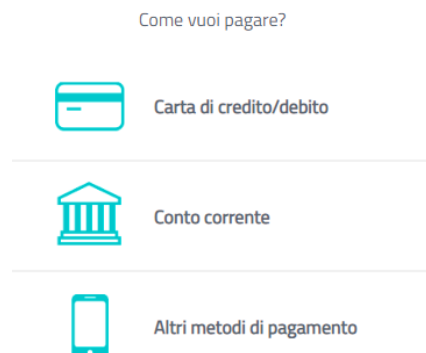 Come vuoi pagare?
Carta di credito/debito
Conto corrente
Altri metodi di pagamento